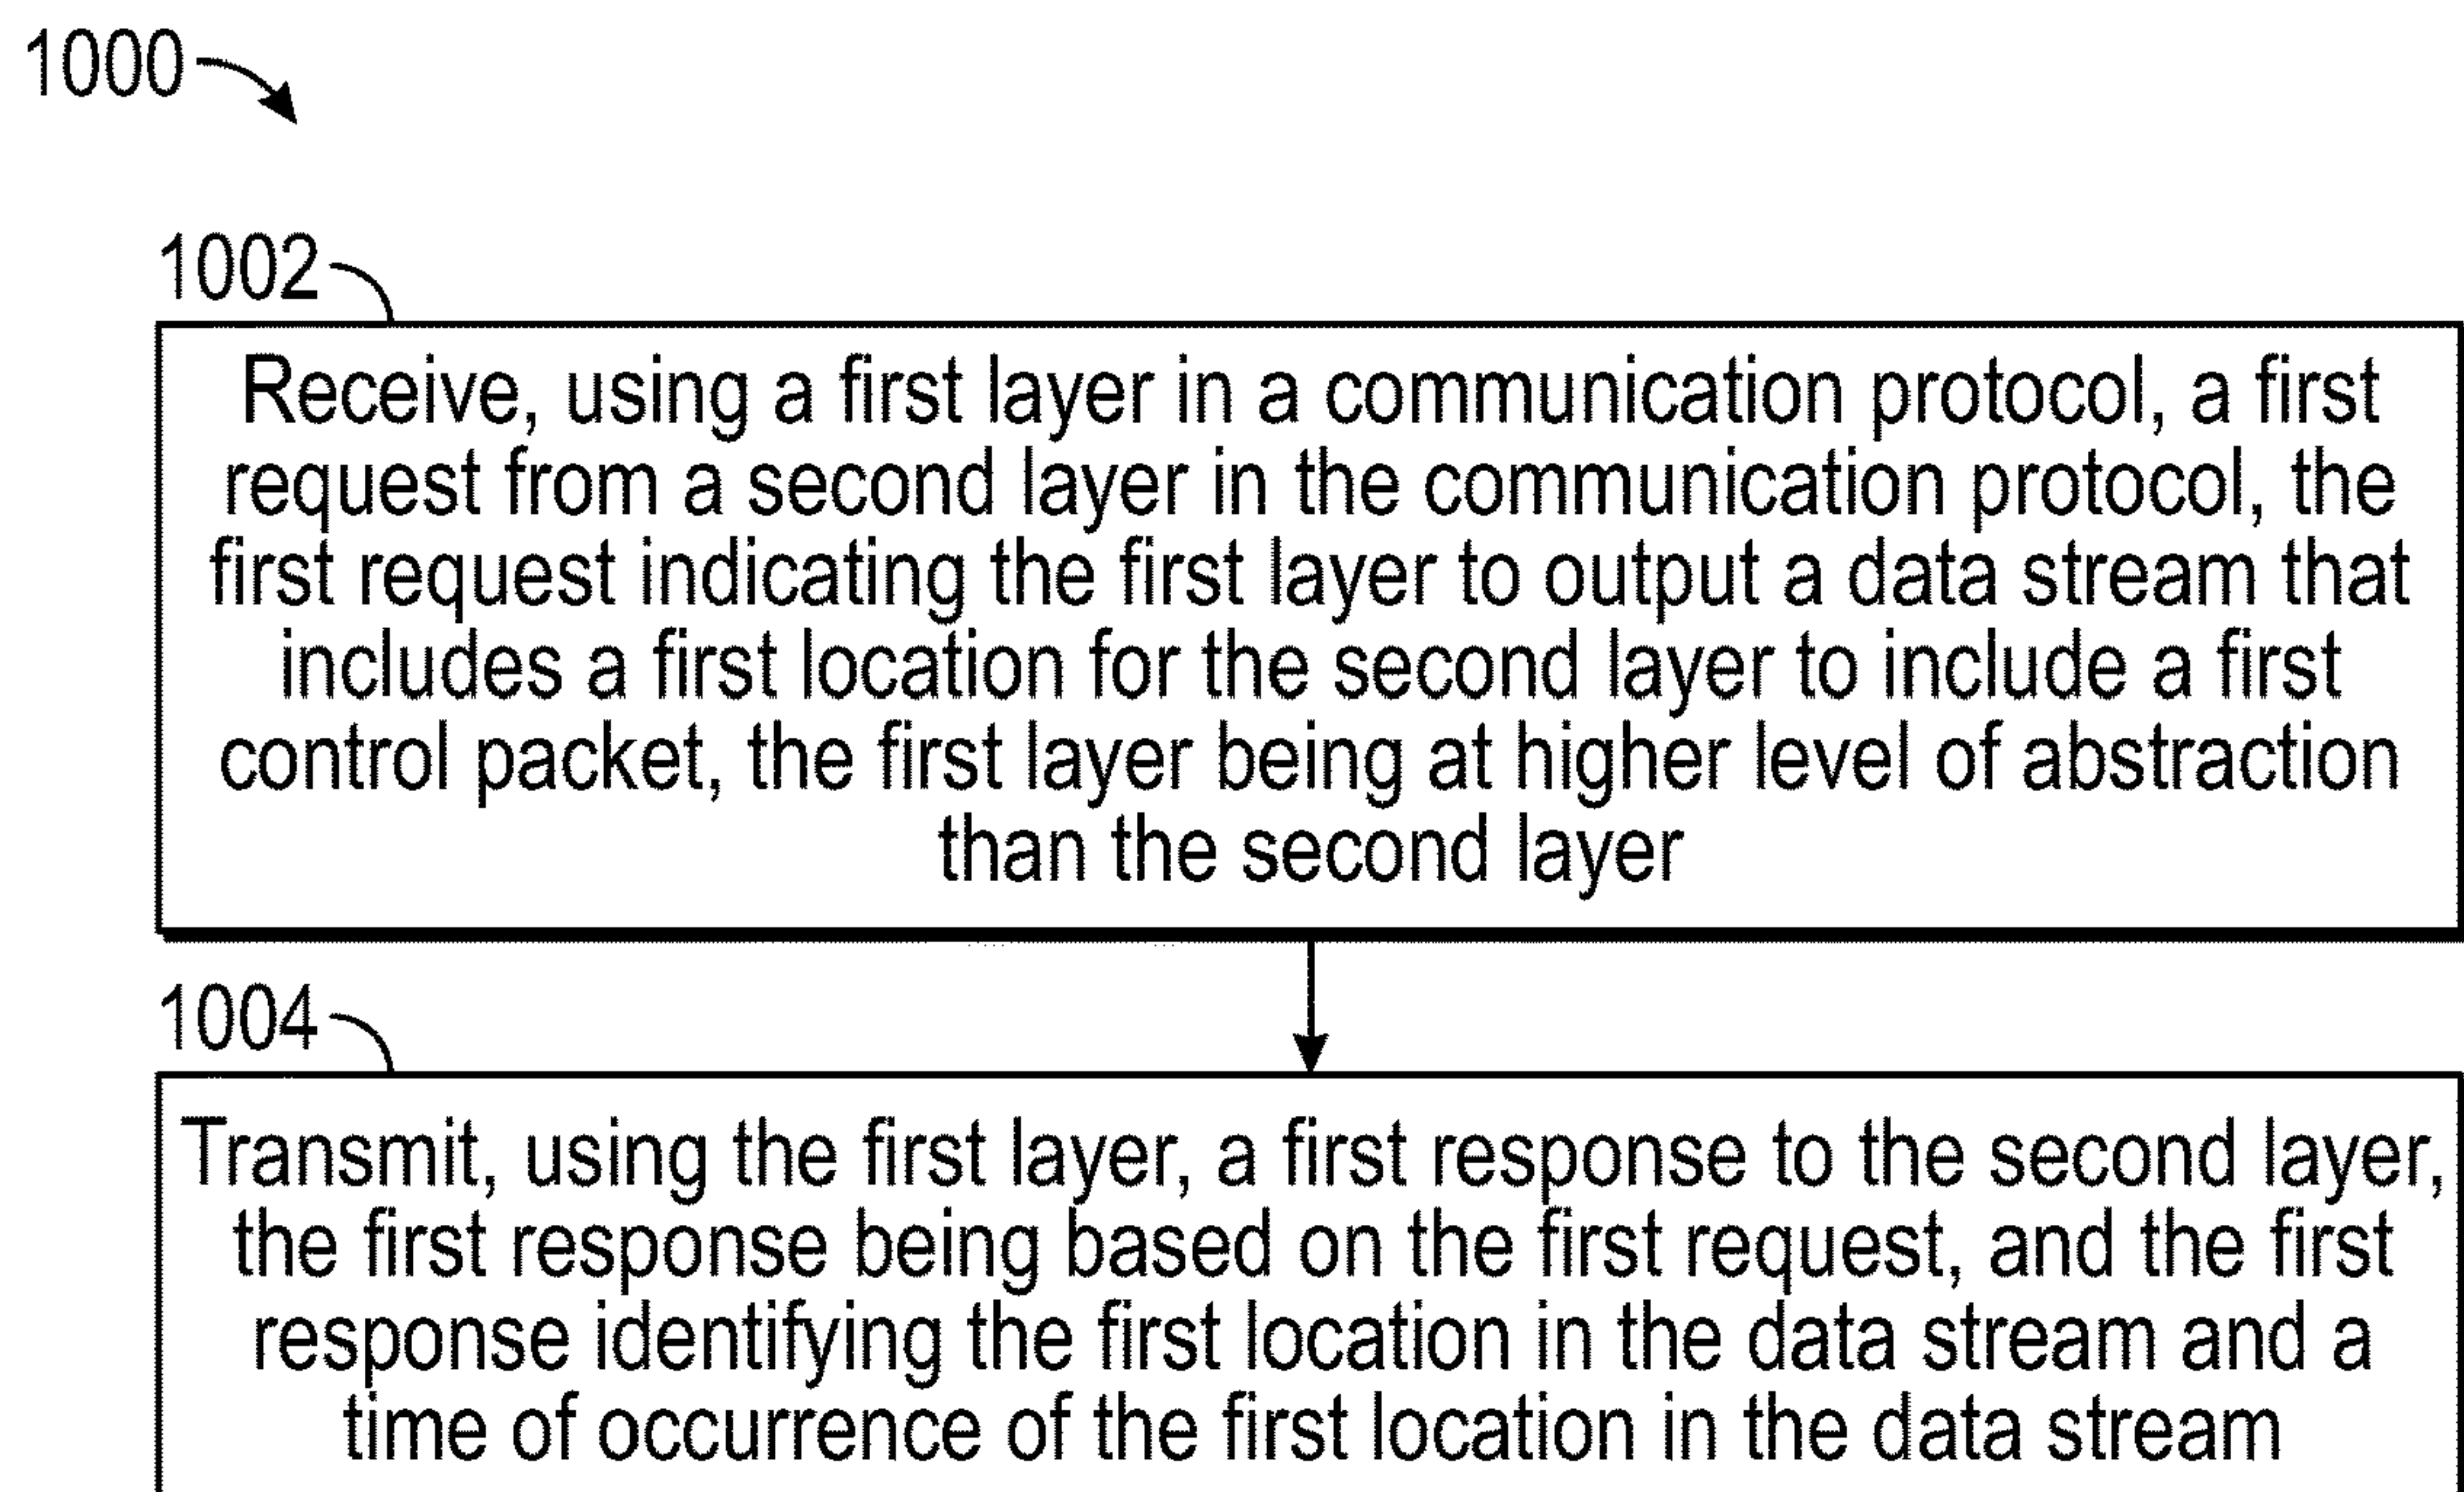 1000
1002
Receive, using a first layer in a communication protocol, a first
request from a second layer in the communication protocol, the
first request indicating the first layer to output a data stream that
includes a first location for the second layer to include a first
control packet, the first layer being at higher level of abstraction
than the second layer
1004
Transmit, using the first layer, a first response to the second layer,
the first response being based on the first request, and the first
response identifying the first location in the data stream and a
time of occurrence of the first location in the data stream